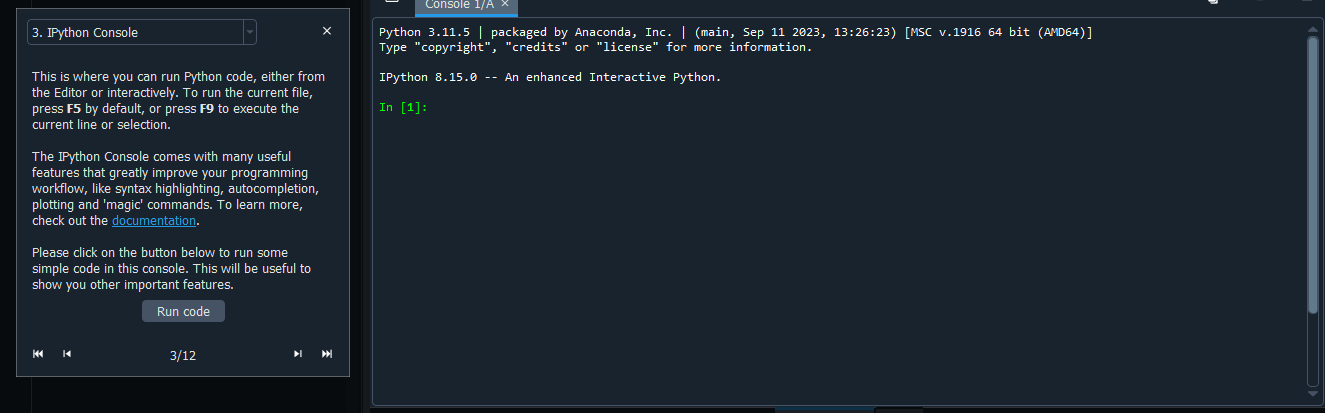 3. IPython Console
This is where you can run Python code, either from
the Editor or interactively. To run the current file,
press F5 by default, or press F9 to execute the
current line or selection.
The IPython Console comes with many useful
features that greatly improve your programming
workflow, like syntax highlighting, autocompletion,
plotting and 'magic' commands. To learn more,
check out the documentation.
Please click on the button below to run some
simple code in this console. This will be useful to
show you other important features.
Run code
3/12
Console 1/A
Python 3.11.5 | packaged by Anaconda, Inc. | (main, Sep 11 2023, 13:26:23) [MSC v.1916 64 bit (AMD64)]
Type "copyright", "credits" or "license" for more information.
IPython 8.15.0 -- An enhanced Interactive Python.
In [1]: